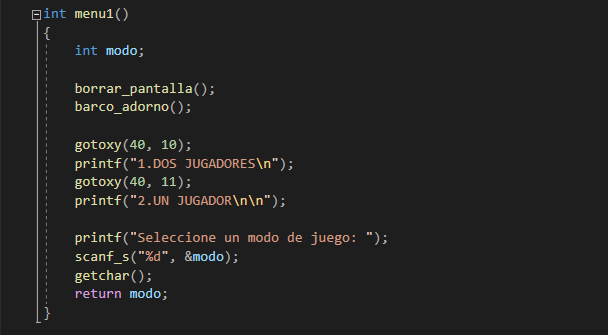 int menu1()
{
int modo;
borrar_pantalla();
barco_adorno();
gotoxy(40, 10);
printf("1.DOS JUGADORES\n");
gotoxy(40, 11);
printf("2.UN JUGADOR\n\n");
printf("Seleccione un modo de juego: ");
scanf_s("%d", &modo);
getchar();
return modo;
}